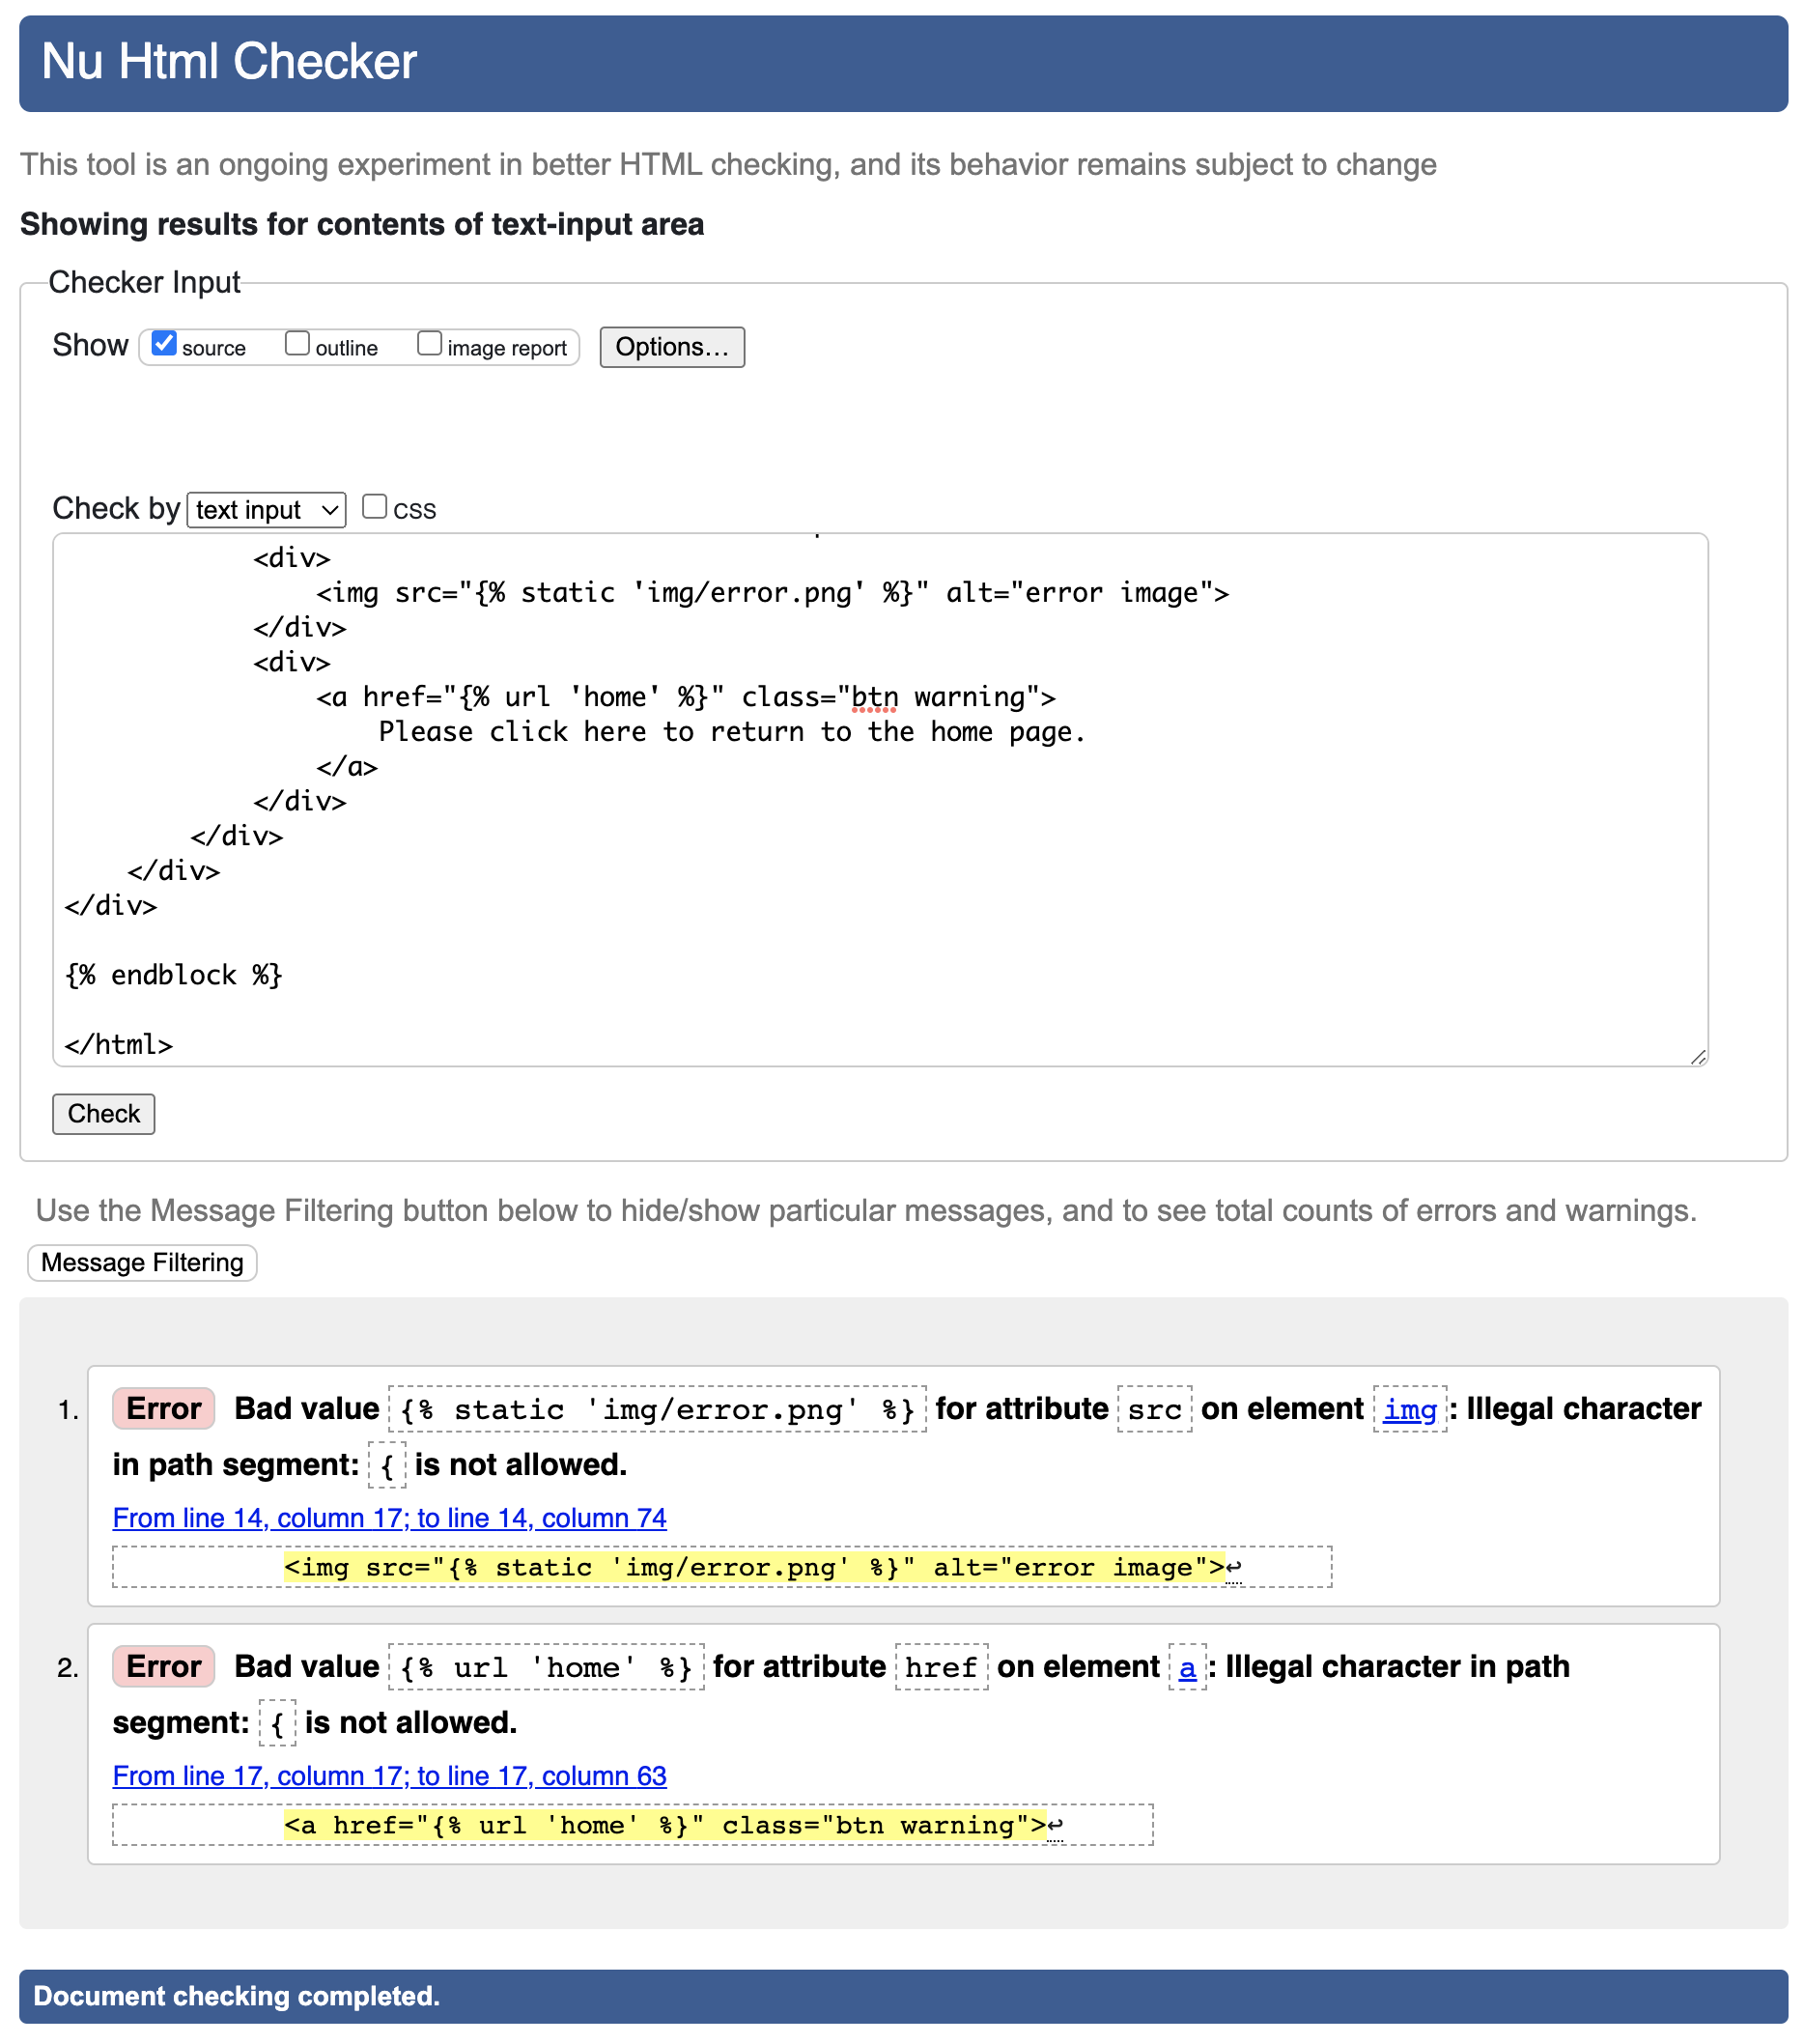 Nu Html Checker
This tool is an ongoing experiment in better HTML checking, and its behavior remains subject to change
Showing results for contents of text-input area
Checker Input
Show source outline image report Options...
Check by text input CSS
<div>
<img src="{% static 'img/error.png' %}" alt="error image">
</div>
<div>
<a href="{% url 'home' %}" class="btn warning">
Please click here to return to the home page.
</a>
</div>
</div>
</div>
</div>
{% endblock %}
</html>
Check
Use the Message Filtering button below to hide/show particular messages, and to see total counts of errors and warnings.
Message Filtering
1. Error Bad value {% static 'img/error.png' %} for attribute src on element img: Illegal character
in path segment: { is not allowed.
From line 14, column 17; to line 14, column 74
<img src="{% static 'img/error.png' %}" alt="error image">↩
2. Error Bad value {% url 'home' %} for attribute href on element a: Illegal character in path
segment: { is not allowed.
From line 17, column 17; to line 17, column 63
<a href="{% url 'home' %}" class="btn warning">↩
Document checking completed.